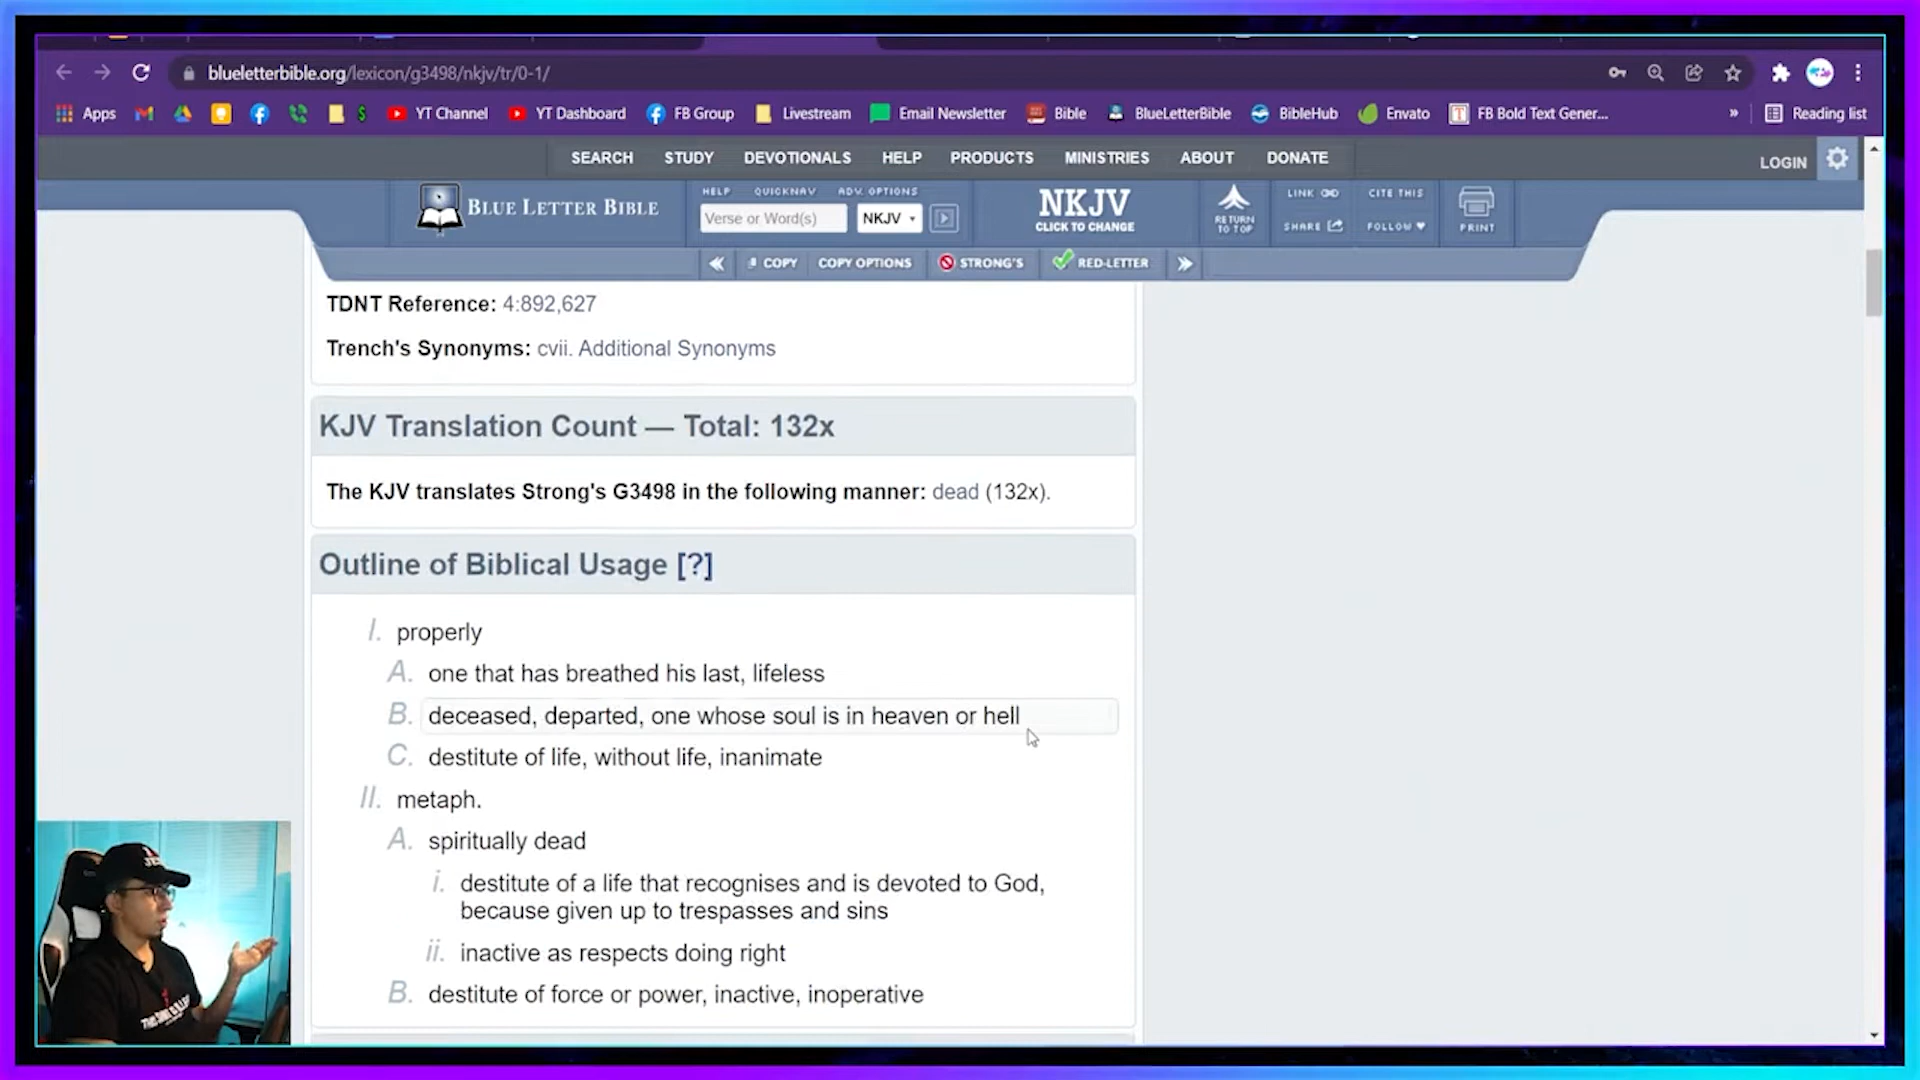 blueletterbible.org/lexicon/g3498/nkjv/tr/0-1/
Apps
$
YT Channel
YT Dashboard
FB Group
Livestream
Email Newsletter
Bible
BlueLetterBible
BibleHub
Envato
T
FB Bold Text Gener...
»
Reading list
SEARCH STUDY DEVOTIONALS HELP PRODUCTS MINISTRIES ABOUT DONATE
LOGIN
BLUE LETTER BIBLE
HELP QUICKNAV ADV. OPTIONS
Verse or Word(s)
NKJV
NKJV
CLICK TO CHANGE
RETURN
TO TOP
LINK
CITE THIS
SHARE
FOLLOW
PRINT
COPY
COPY OPTIONS
STRONG'S
RED-LETTER
TDNT Reference: 4:892,627
Trench's Synonyms: cvii. Additional Synonyms
KJV Translation Count — Total: 132x
The KJV translates Strong's G3498 in the following manner: dead (132x).
Outline of Biblical Usage [?]
I. properly
A. one that has breathed his last, lifeless
B. deceased, departed, one whose soul is in heaven or hell
C. destitute of life, without life, inanimate
II. metaph.
A. spiritually dead
i. destitute of a life that recognises and is devoted to God,
because given up to trespasses and sins
ii. inactive as respects doing right
B. destitute of force or power, inactive, inoperative